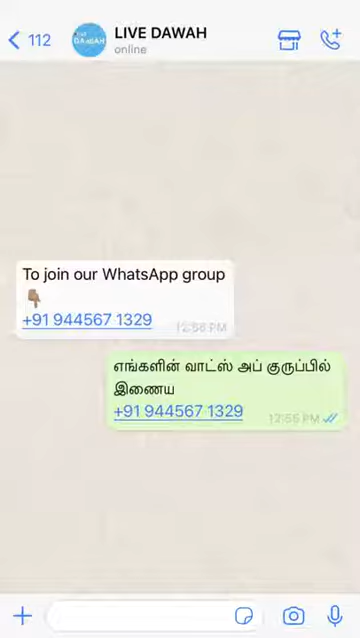 112
LIVE DAWAH
online
To join our WhatsApp group
👇🏽
+91 944567 1329
12:56 PM
எங்களின் வாட்ஸ் அப் குருப்பில்
இணைய
+91 944567 1329
12:56 PM